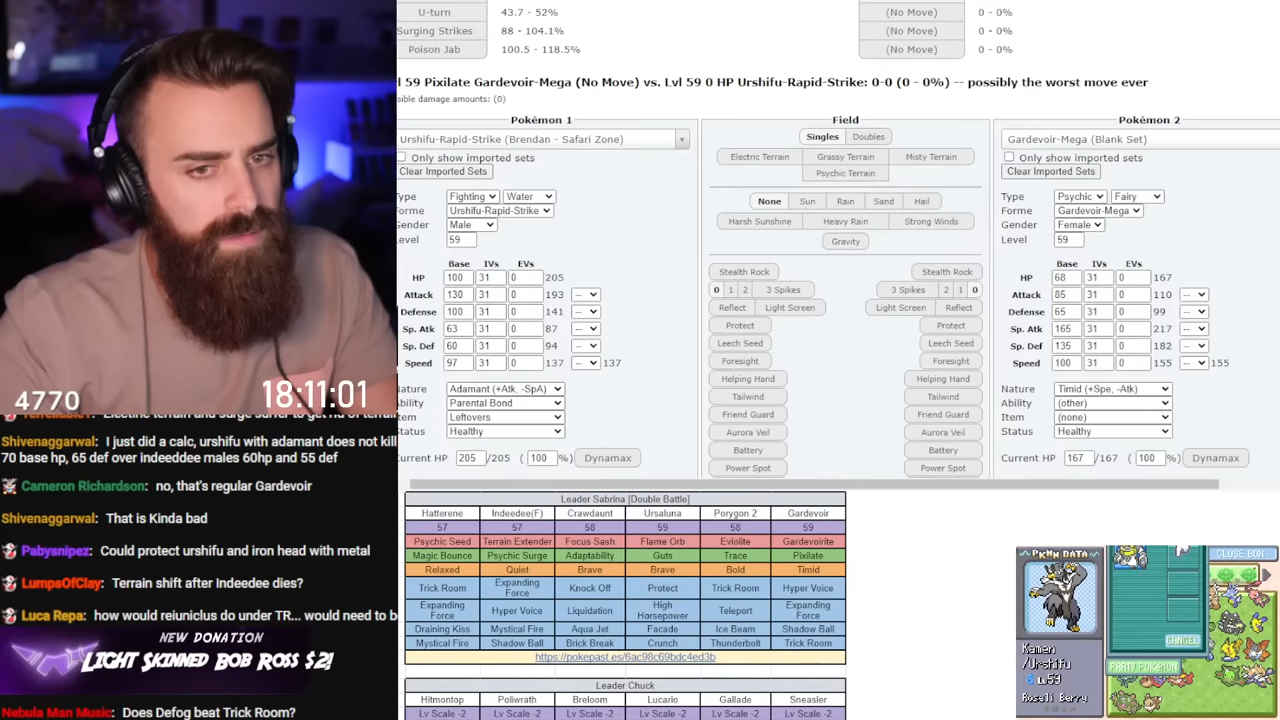 U-turn 43.7 - 52% (No Move) 0 - 0%
Surging Strikes 88 - 104.1% (No Move) 0 - 0%
Poison Jab 100.5 - 118.5% (No Move) 0 - 0%
l 59 Pixilate Gardevoir-Mega (No Move) vs. Lvl 59 0 HP Urshifu-Rapid-Strike: 0-0 (0 - 0%) -- possibly the worst move ever
sible damage amounts: (0)
Pokémon 1
Urshifu-Rapid-Strike (Brendan - Safari Zone)
Only show imported sets
Clear Imported Sets
Type Fighting Water
Forme Urshifu-Rapid-Strike
Gender Male
Level 59
Base IVs EVs
HP 100 31 0 205
Attack 130 31 0 193 --
Defense 100 31 0 141 --
Sp. Atk 63 31 0 87 --
Sp. Def 60 31 0 94 --
Speed 97 31 0 137 -- 137
Nature Adamant (+Atk, -SpA)
Ability Parental Bond
Item Leftovers
Status Healthy
Current HP 205 /205 ( 100 %) Dynamax
Field
Singles Doubles
Electric Terrain Grassy Terrain Misty Terrain
Psychic Terrain
None Sun Rain Sand Hail
Harsh Sunshine Heavy Rain Strong Winds
Gravity
Stealth Rock Stealth Rock
0 1 2 3 Spikes 3 Spikes 2 1 0
Reflect Light Screen Light Screen Reflect
Protect Protect
Leech Seed Leech Seed
Foresight Foresight
Helping Hand Helping Hand
Tailwind Tailwind
Friend Guard Friend Guard
Aurora Veil Aurora Veil
Battery Battery
Power Spot Power Spot
Pokémon 2
Gardevoir-Mega (Blank Set)
Only show imported sets
Clear Imported Sets
Type Psychic Fairy
Forme Gardevoir-Mega
Gender Female
Level 59
Base IVs EVs
HP 68 31 0 167
Attack 85 31 0 110 --
Defense 65 31 0 99 --
Sp. Atk 165 31 0 217 --
Sp. Def 135 31 0 182 --
Speed 100 31 0 155 -- 155
Nature Timid (+Spe, -Atk)
Ability (other)
Item (none)
Status Healthy
Current HP 167 /167 ( 100 %) Dynamax
4770 18:11:01
Shivenaggarwal: I just did a calc, urshifu with adamant does not kill
70 base hp, 65 def over indeeddee males 60hp and 55 def
Cameron Richardson: no, that's regular Gardevoir
Shivenaggarwal: That is Kinda bad
Pabysnipez: Could protect urshifu and iron head with metal
LumpsOfClay: Terrain shift after Indeedee dies?
Luca Repa: how would reiuniclus do under TR... would need to be
NEW DONATION
LIGHT SKINNED BOB ROSS $2!
Nebula Man Music: Does Defog beat Trick Room?
Leader Sabrina [Double Battle]
Hatterene Indeedee(F) Crawdaunt Ursaluna Porygon 2 Gardevoir
57 57 58 59 58 59
Psychic Seed Terrain Extender Focus Sash Flame Orb Eviolite Gardevoirite
Magic Bounce Psychic Surge Adaptability Guts Trace Pixilate
Relaxed Quiet Brave Brave Bold Timid
Trick Room Expanding Force Knock Off Protect Trick Room Hyper Voice
Expanding Force Hyper Voice Liquidation High Horsepower Teleport Expanding Force
Draining Kiss Mystical Fire Aqua Jet Facade Ice Beam Shadow Ball
Mystical Fire Shadow Ball Brick Break Crunch Thunderbolt Trick Room
https://pokepast.es/6ac98c69bdc4ed3b
Leader Chuck
Hitmontop Poliwrath Breloom Lucario Gallade Sneasler
Lv Scale -2 Lv Scale -2 Lv Scale -2 Lv Scale -2 Lv Scale -2 Lv Scale -2
PKMN DATA
CLOSE BOX
CANCEL
PARTY POKéMON
/Urshifu
Lv59